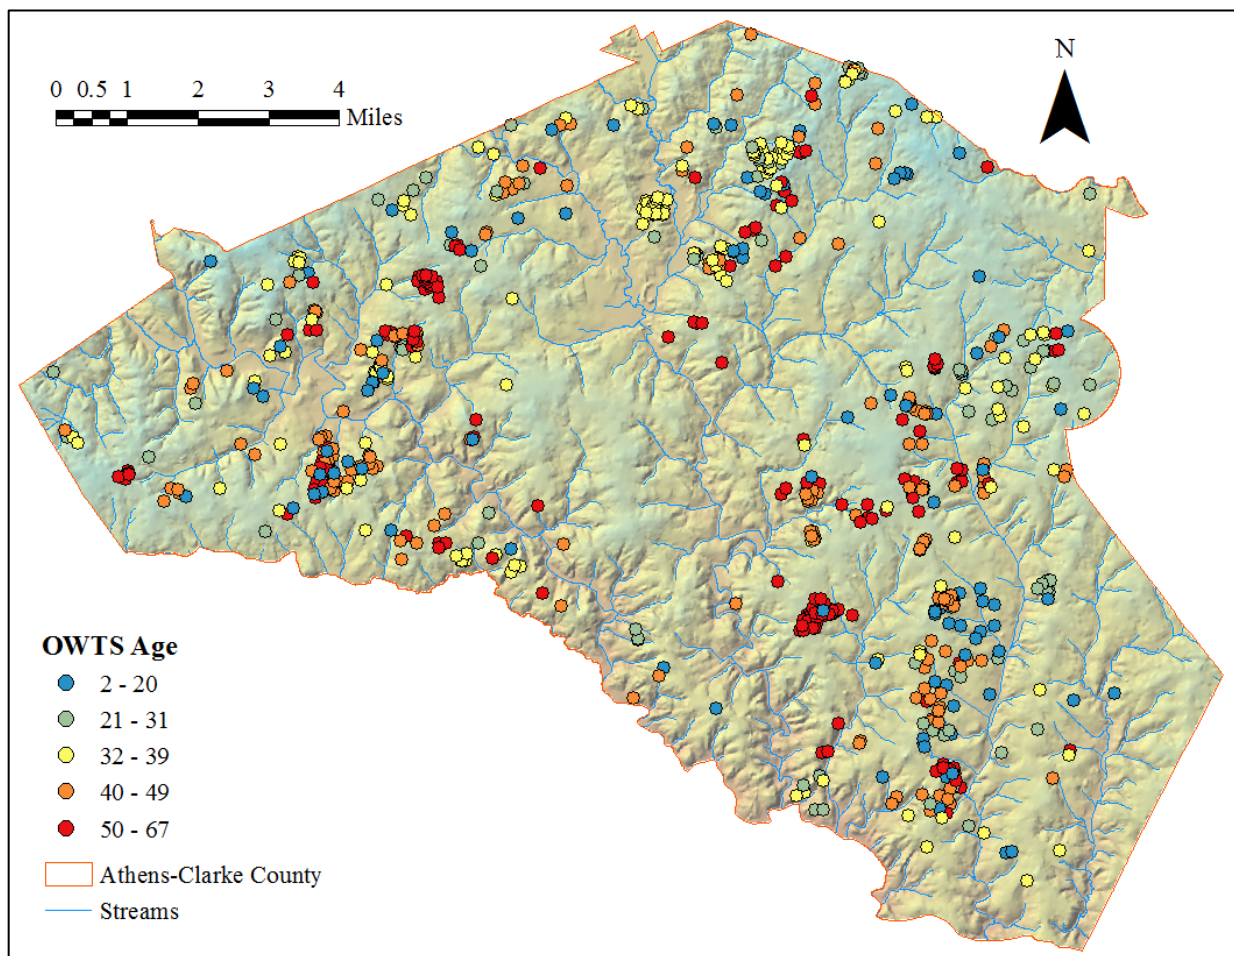 N
0 0.5 1 2 3 4
Miles
OWTS Age
2 - 20
21 - 31
32 - 39
40 - 49
50 - 67
Athens-Clarke County
Streams